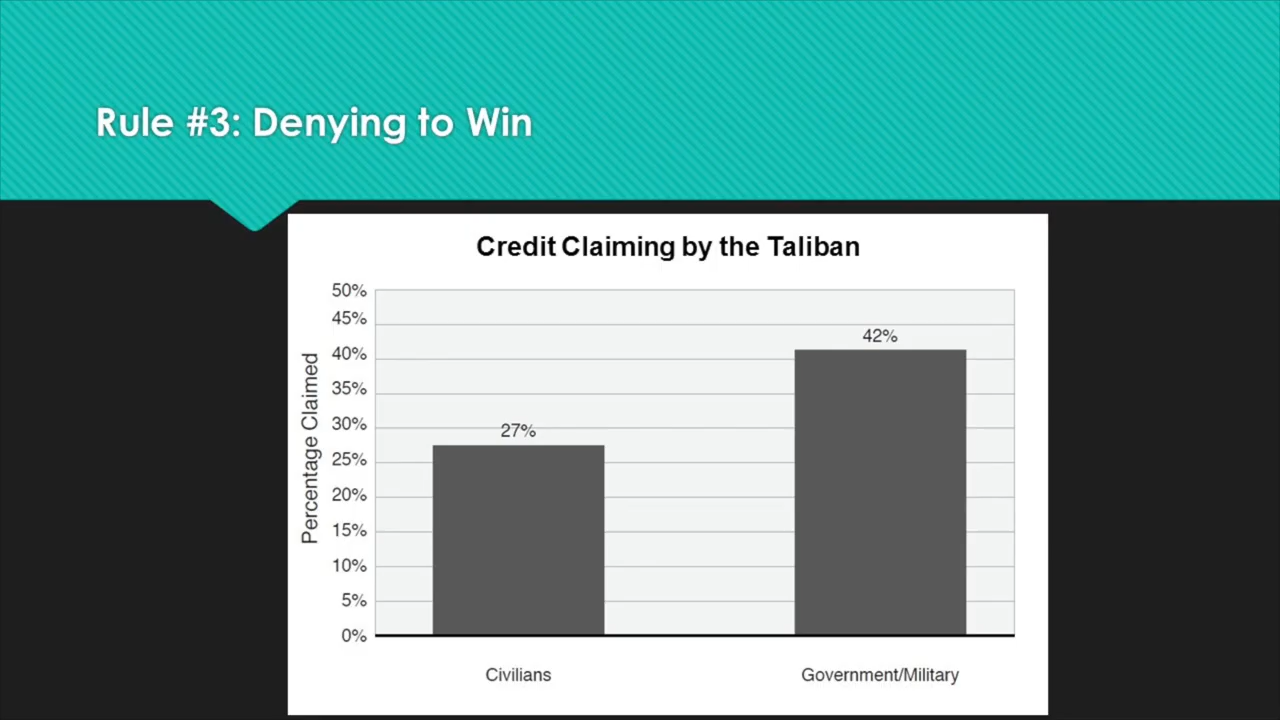 Rule #3: Denying to Win
Credit Claiming by the Taliban
Percentage Claimed
50%
45%
40%
35%
30%
25%
20%
15%
10%
5%
0%
27%
42%
Civilians
Government/Military